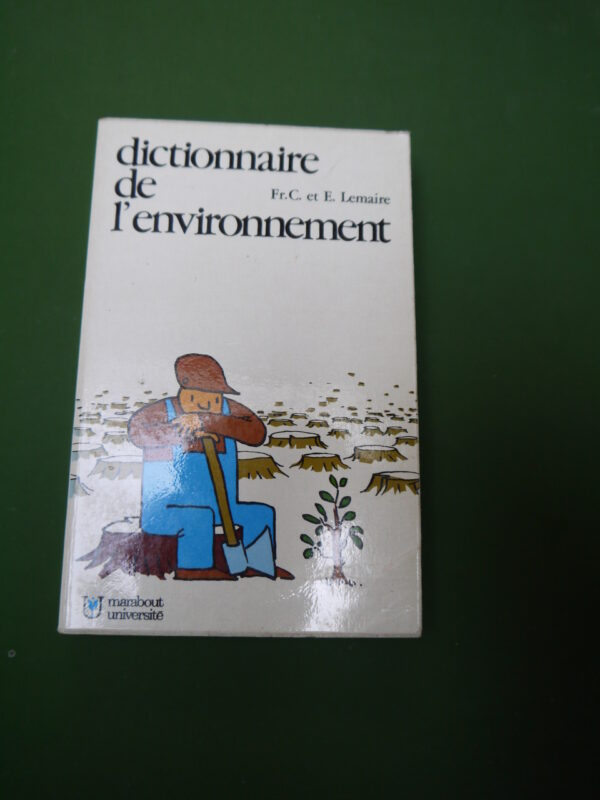 dictionnaire
de
Fr.C. et E. Lemaire
l'environnement
marabout
université